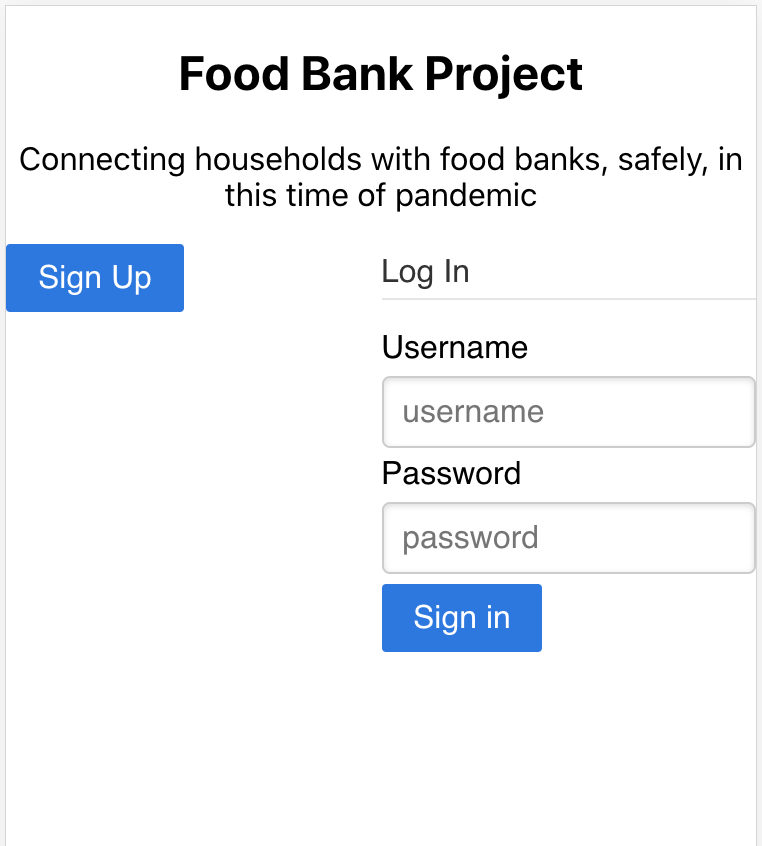 Food Bank Project
Connecting households with food banks, safely, in
this time of pandemic
Sign Up
Log In
Username
username
Password
password
Sign in